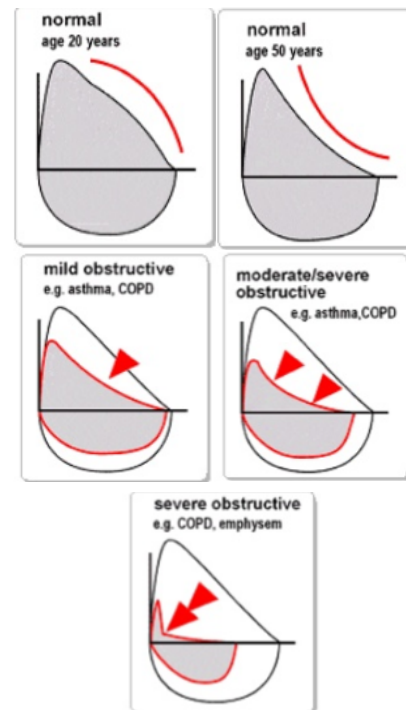 normal
age 20 years
normal
age 50 years
mild obstructive
e.g. asthma, COPD
moderate/severe
obstructive
e.g. asthma,COPD
severe obstructive
e.g. COPD, emphysem